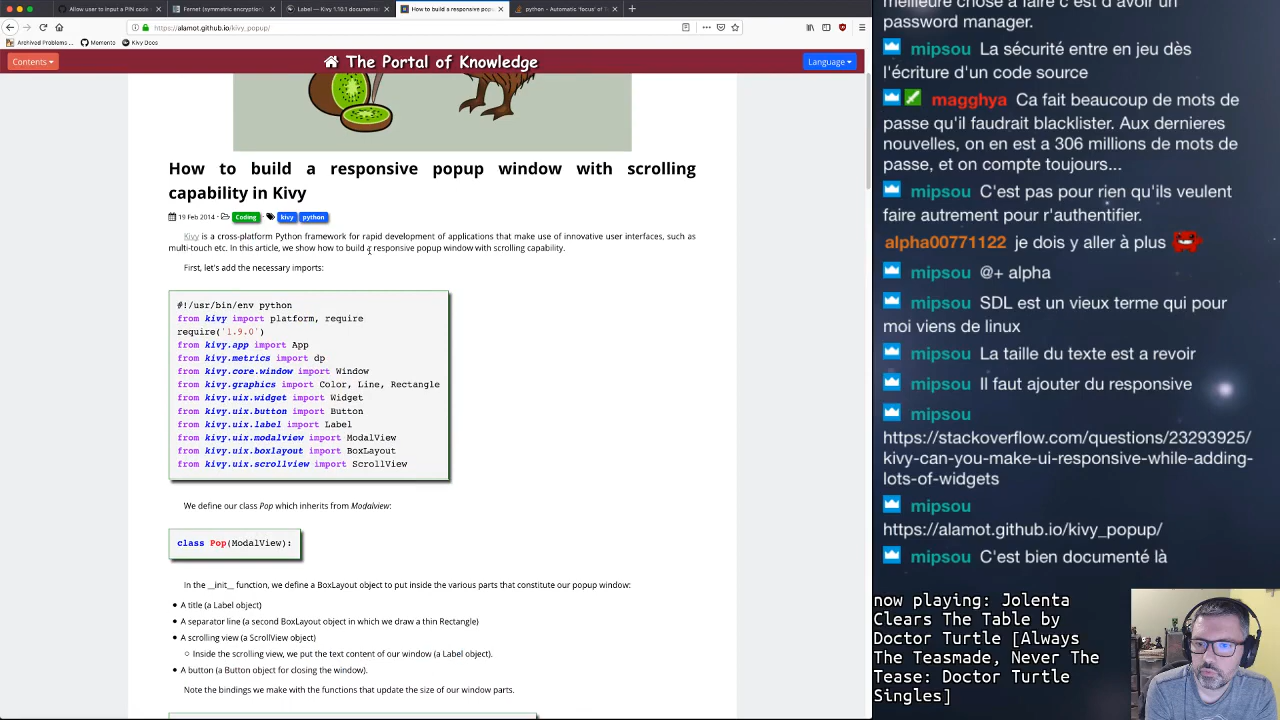 Allow user to input a PIN code
Fernet (symmetric encryption)
Label — Kivy 1.10.1 documenta
How to build a responsive popu
python - Automatic 'focus' of T
https://alamot.github.io/kivy_popup/
Archived Problems
Memento
Kivy Docs
Contents
The Portal of Knowledge
Language
How to build a responsive popup window with scrolling
capability in Kivy
19 Feb 2014 · Coding · kivy python
Kivy is a cross-platform Python framework for rapid development of applications that make use of innovative user interfaces, such as
multi-touch etc. In this article, we show how to build a responsive popup window with scrolling capability.
First, let's add the necessary imports:
#!/usr/bin/env python
from kivy import platform, require
require('1.9.0')
from kivy.app import App
from kivy.metrics import dp
from kivy.core.window import Window
from kivy.graphics import Color, Line, Rectangle
from kivy.uix.widget import Widget
from kivy.uix.button import Button
from kivy.uix.label import Label
from kivy.uix.modalview import ModalView
from kivy.uix.boxlayout import BoxLayout
from kivy.uix.scrollview import ScrollView
We define our class Pop which inherits from Modalview:
class Pop(ModalView):
In the __init__ function, we define a BoxLayout object to put inside the various parts that constitute our popup window:
A title (a Label object)
A separator line (a second BoxLayout object in which we draw a thin Rectangle)
A scrolling view (a ScrollView object)
Inside the scrolling view, we put the text content of our window (a Label object).
A button (a Button object for closing the window).
Note the bindings we make with the functions that update the size of our window parts.
meilleure chose à faire c'est d'avoir un
password manager.
mipsou La sécurité entre en jeu dès
l'écriture d'un code source
magghya Ca fait beaucoup de mots de
passe qu'il faudrait blacklister. Aux dernières
nouvelles, on en est a 306 millions de mots de
passe, et on compte toujours...
mipsou C'est pas pour rien qu'ils veulent
faire autrement pour r'authentifier.
alpha00771122 je dois y aller à plus
mipsou @+ alpha
mipsou SDL est un vieux terme qui pour
moi viens de linux
mipsou La taille du texte est a revoir
mipsou Il faut ajouter du responsive
mipsou
https://stackoverflow.com/questions/23293925/
kivy-can-you-make-ui-responsive-while-adding-
lots-of-widgets
mipsou
https://alamot.github.io/kivy_popup/
mipsou C'est bien documenté là
now playing: Jolenta
Clears The Table by
Doctor Turtle [Always
The Teasmade, Never The
Tease: Doctor Turtle
Singles]